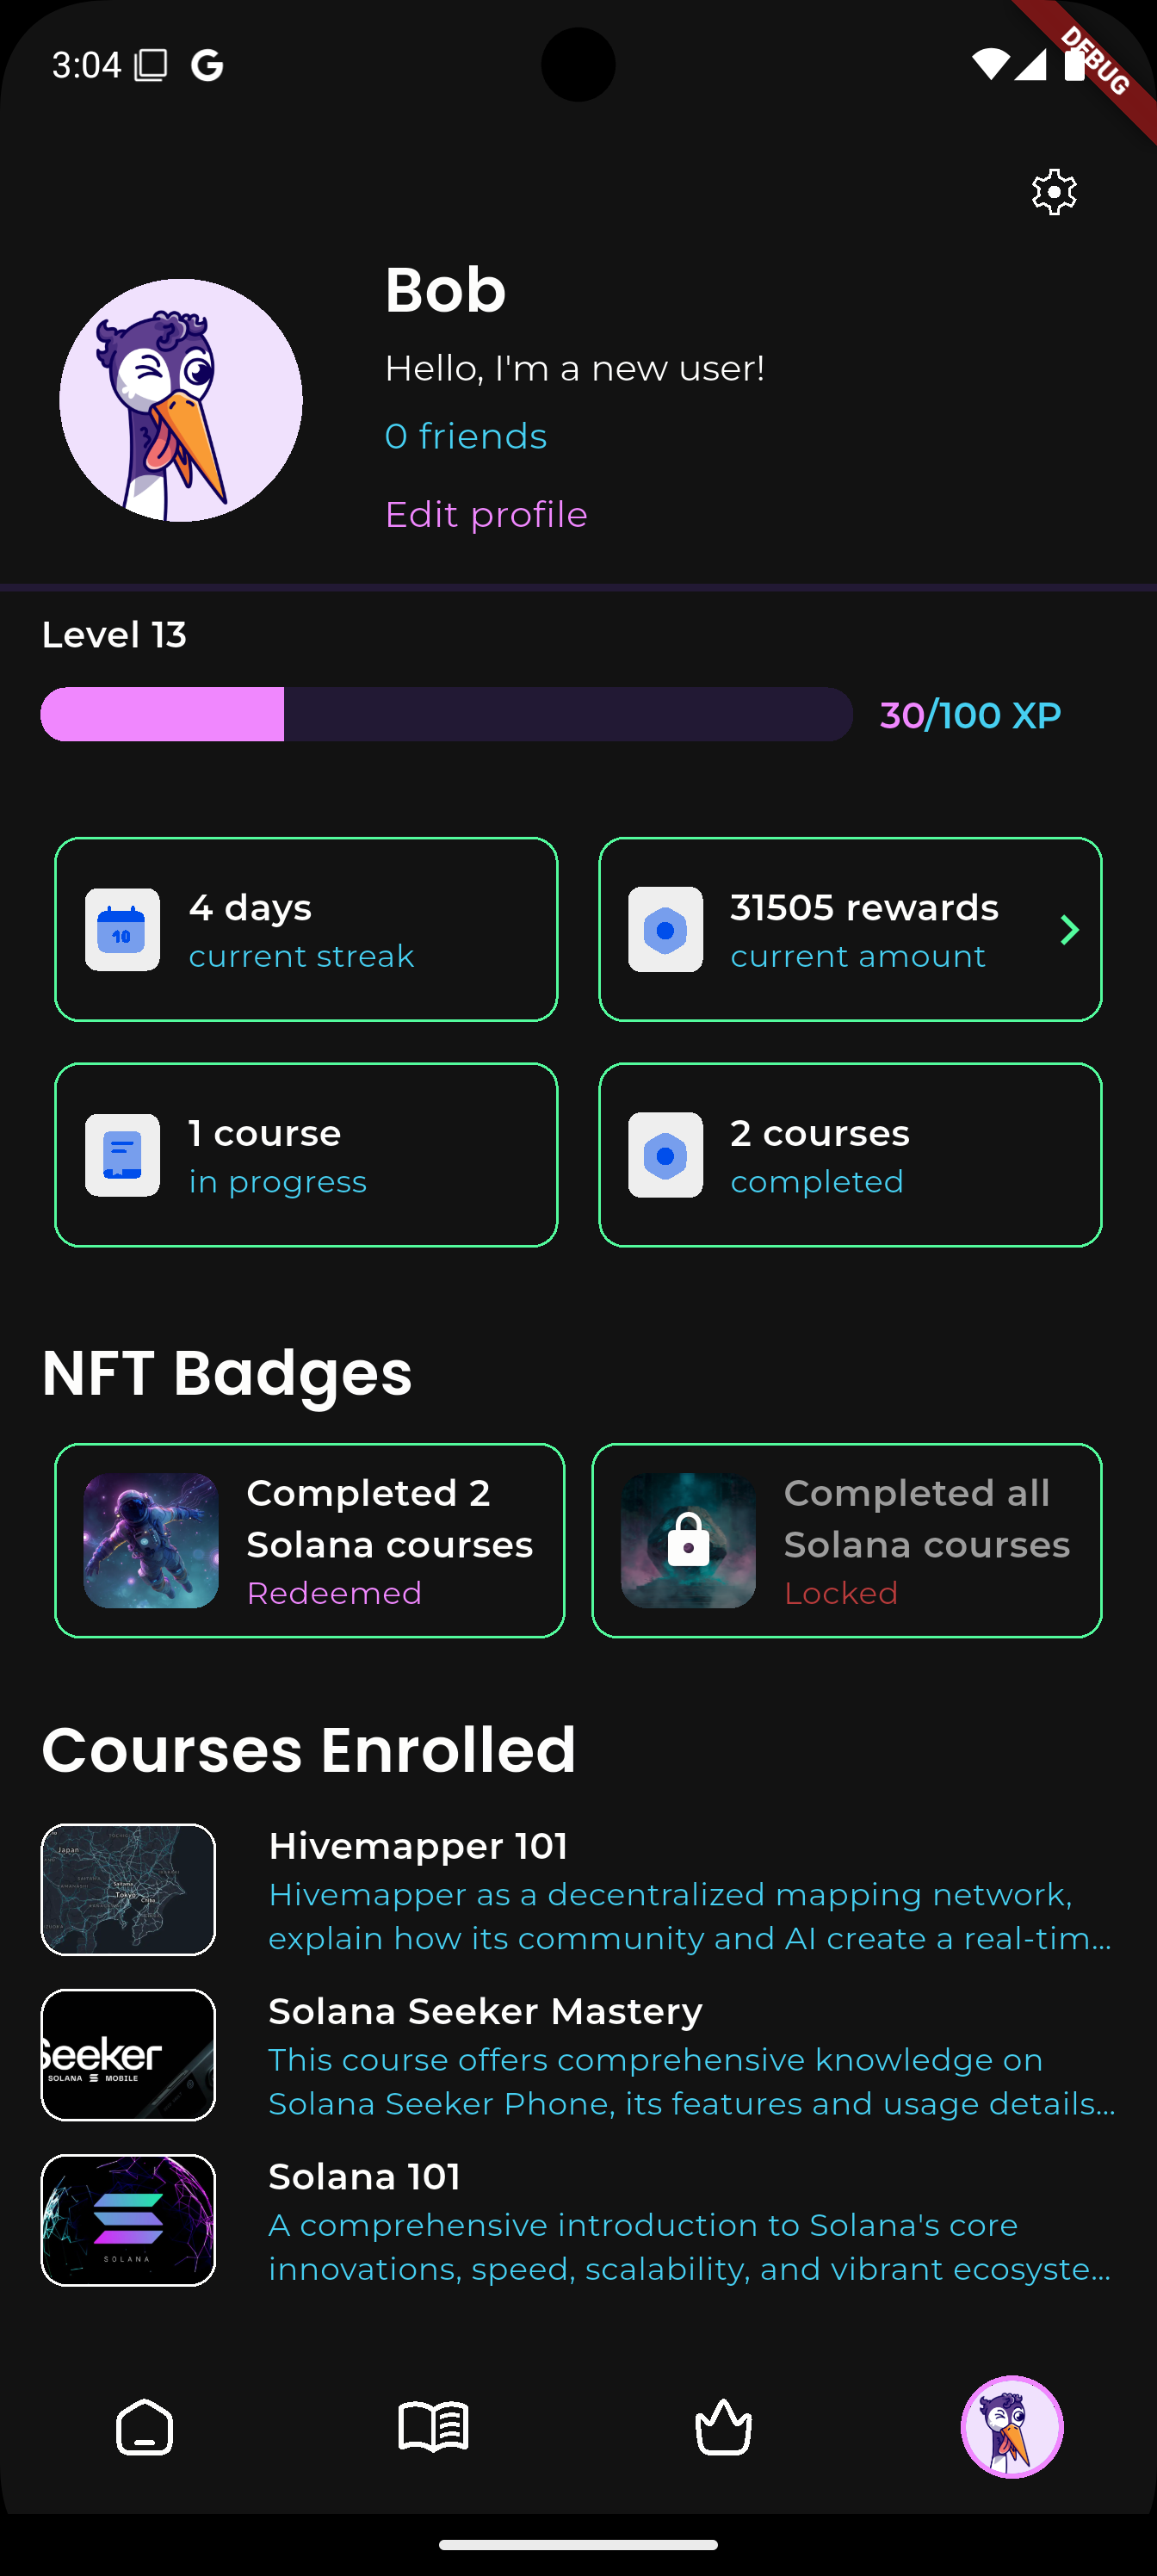 3:04
DEBUG
Bob
Hello, I'm a new user!
0 friends
Edit profile
Level 13
30/100 XP
10
4 days
current streak
31505 rewards
current amount
1 course
in progress
2 courses
completed
NFT Badges
Completed 2
Solana courses
Redeemed
Completed all
Solana courses
Locked
Courses Enrolled
Japan
Tokyo
Hivemapper 101
Hivemapper as a decentralized mapping network,
explain how its community and AI create a real-tim...
Seeker
SOLANA MOBILE
Solana Seeker Mastery
This course offers comprehensive knowledge on
Solana Seeker Phone, its features and usage details...
SOLANA
Solana 101
A comprehensive introduction to Solana's core
innovations, speed, scalability, and vibrant ecosyste...